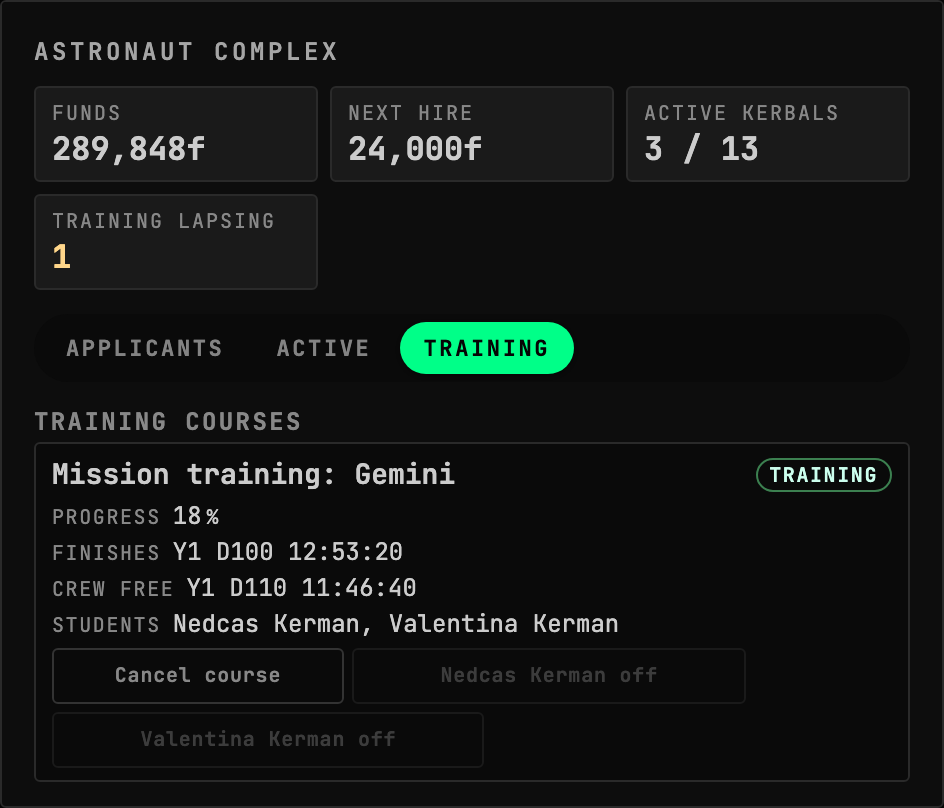 ASTRONAUT COMPLEX
FUNDS
289,848f
NEXT HIRE
24,000f
ACTIVE KERBALS
3 / 13
TRAINING LAPSING
1
APPLICANTS ACTIVE TRAINING
TRAINING COURSES
Mission training: Gemini TRAINING
PROGRESS 18%
FINISHES Y1 D100 12:53:20
CREW FREE Y1 D110 11:46:40
STUDENTS Nedcas Kerman, Valentina Kerman
Cancel course Nedcas Kerman off
Valentina Kerman off